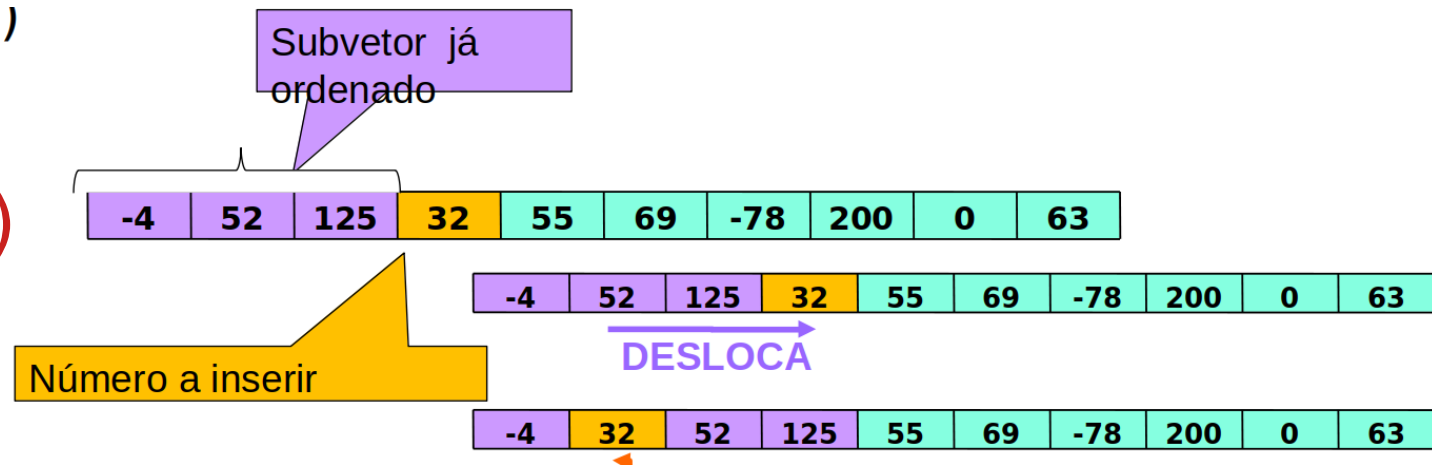 )
Subvetor já
ordenado
-4 52 125 32 55 69 -78 200 0 63
-4 52 125 32 55 69 -78 200 0 63
DESLOCA
Número a inserir
-4 32 52 125 55 69 -78 200 0 63